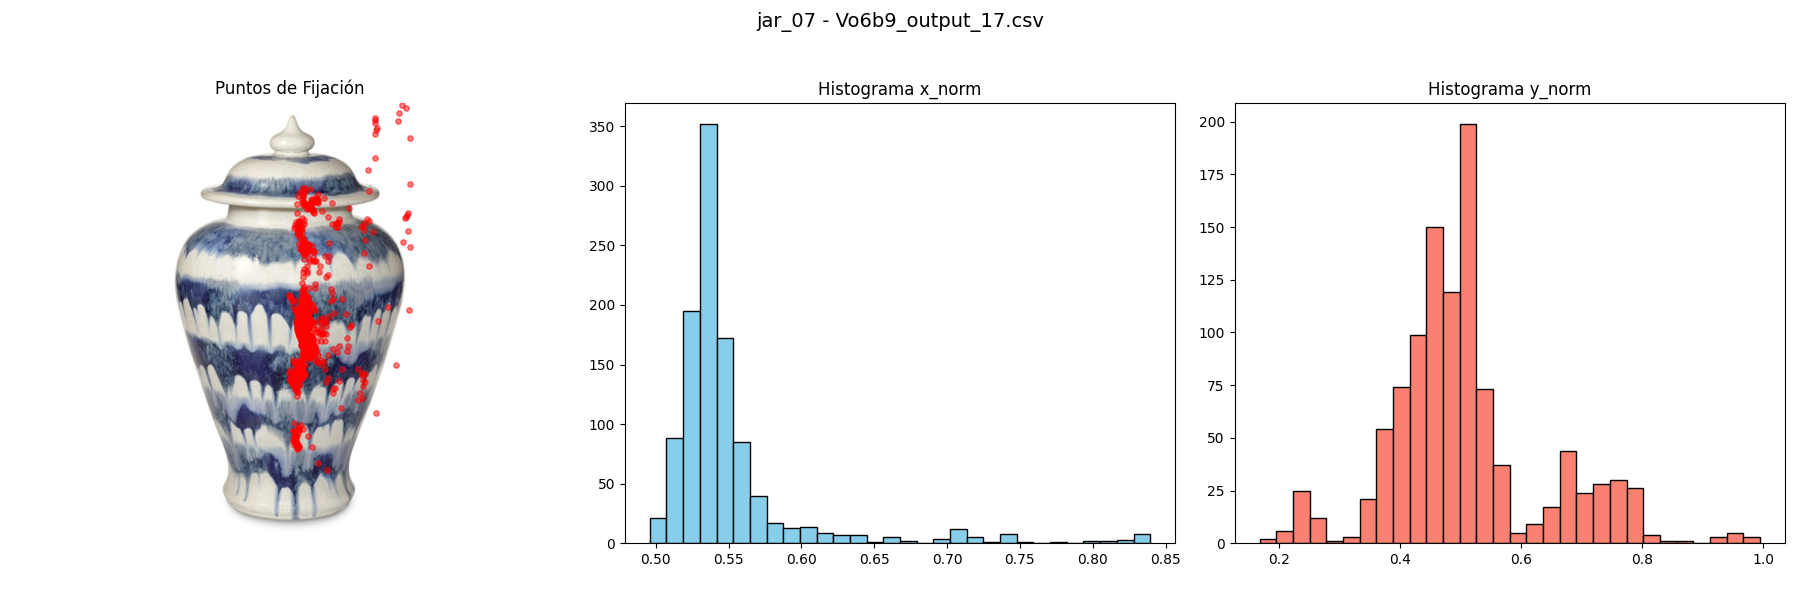 jar_07 - Vo6b9_output_17.csv
Puntos de Fijación
Histograma x_norm
350
300
250
200
150
100
50
0
0.50 0.55 0.60 0.65 0.70 0.75 0.80 0.85
Histograma y_norm
200
175
150
125
100
75
50
25
0
0.2 0.4 0.6 0.8 1.0